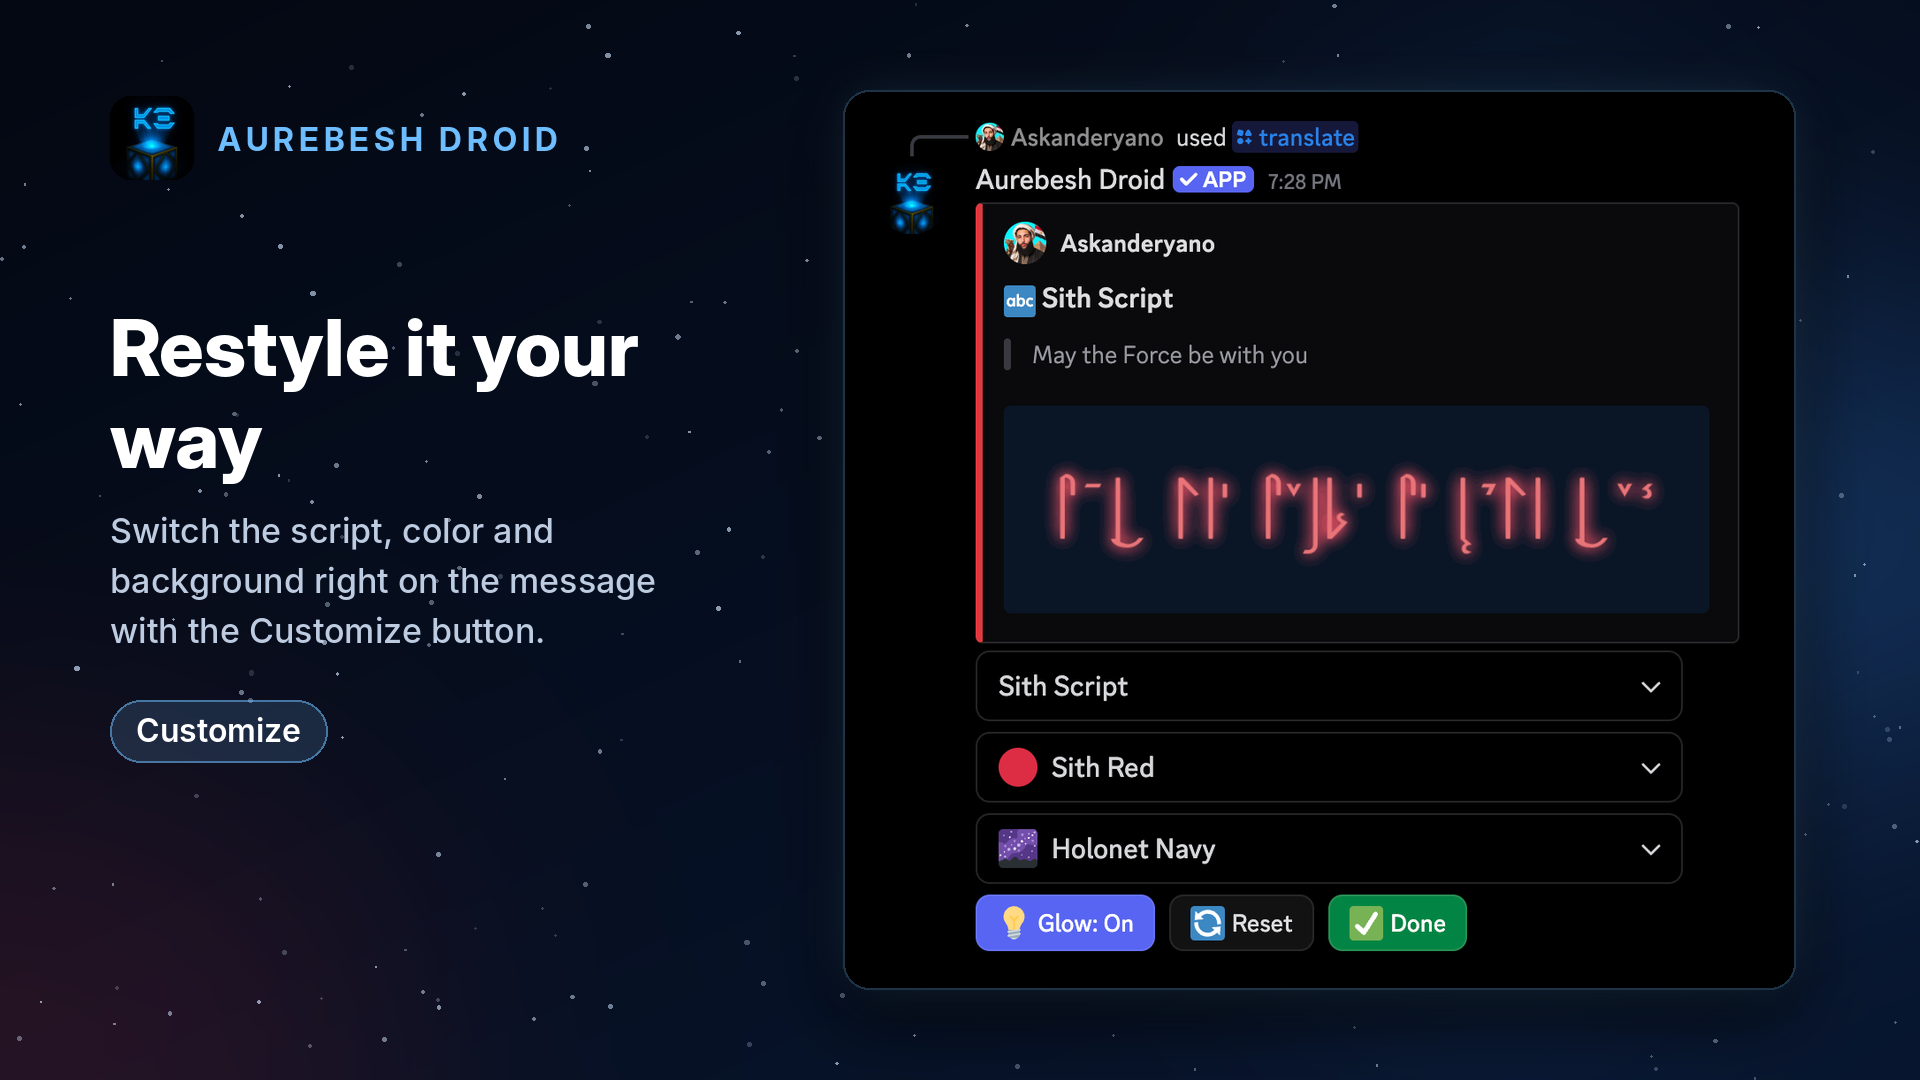 AUREBESH DROID
Restyle it your
way
Switch the script, color and
background right on the message
with the Customize button.
Customize
Askanderyano used translate
Aurebesh Droid APP 7:28 PM
Askanderyano
abc Sith Script
May the Force be with you
Sith Script
Sith Red
Holonet Navy
Glow: On Reset Done